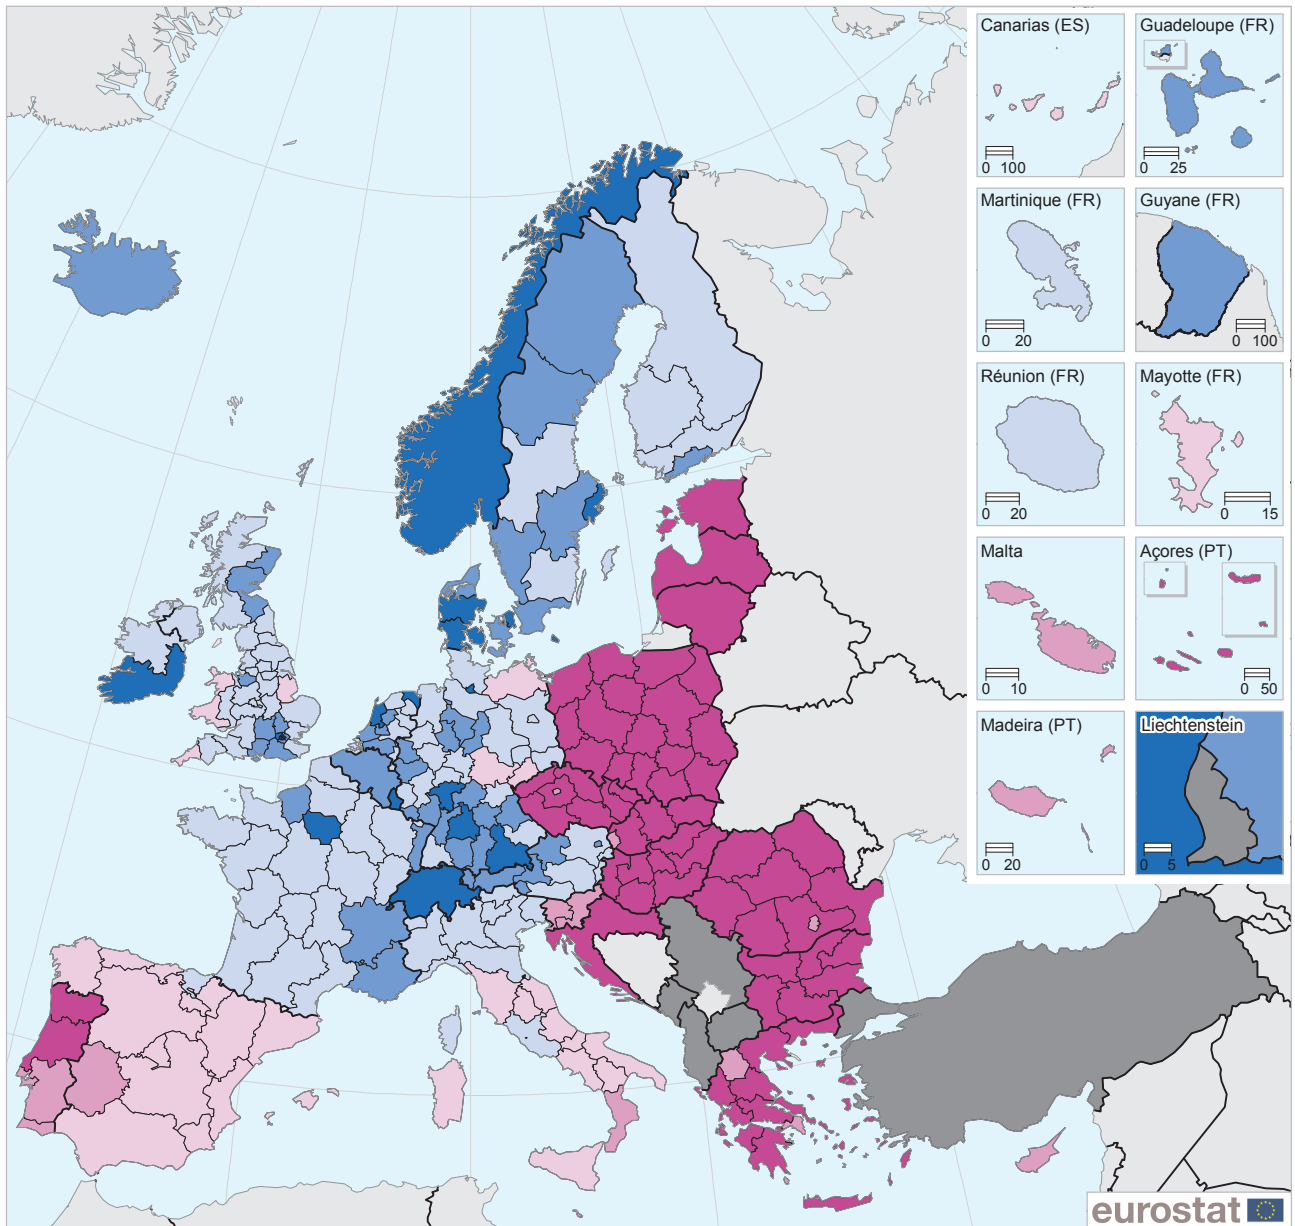 Canarias (ES)
0 100
Guadeloupe (FR)
0 25
Martinique (FR)
0 20
Guyane (FR)
0 100
Réunion (FR)
0 20
Mayotte (FR)
0 15
Malta
0 10
Açores (PT)
0 50
Madeira (PT)
0 20
Liechtenstein
0 5
eurostat